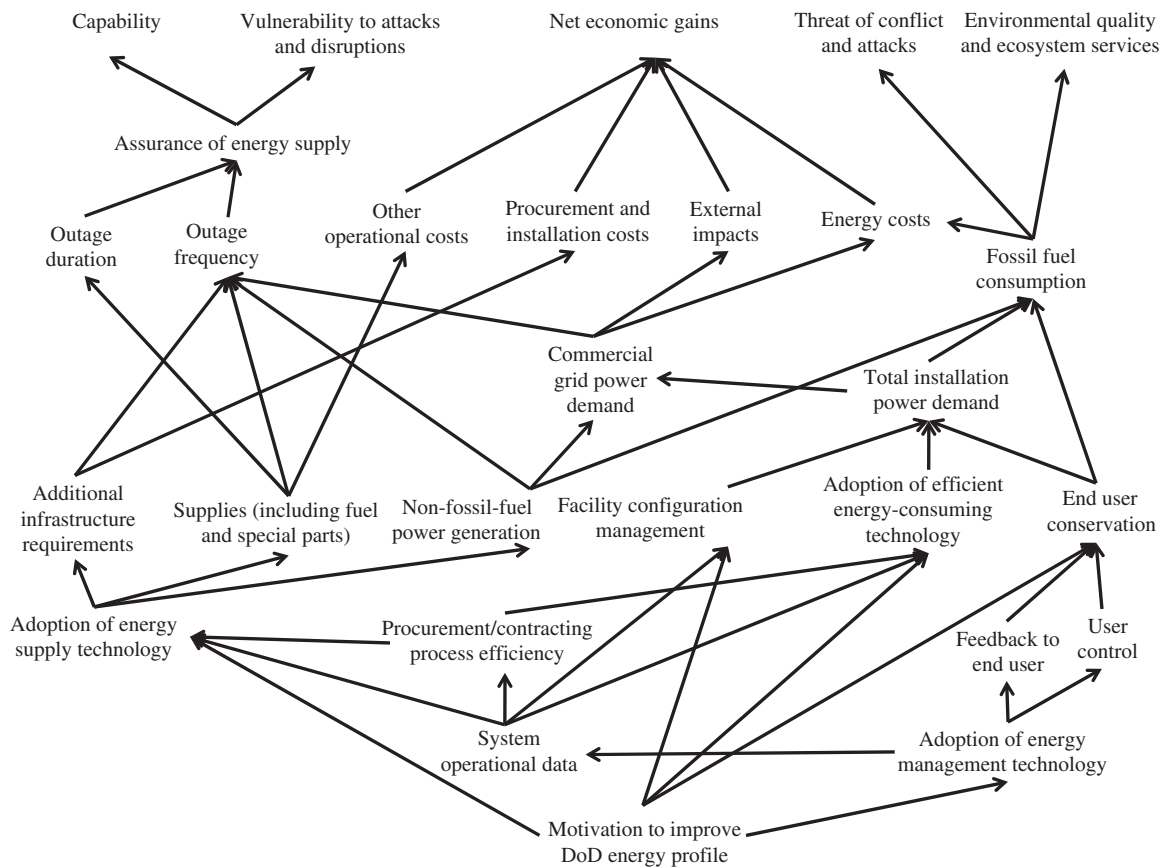 Capability
Vulnerability to attacks
and disruptions
Net economic gains
Threat of conflict
and attacks
Environmental quality
and ecosystem services
Assurance of energy supply
Outage
duration
Outage
frequency
Other
operational costs
Procurement and
installation costs
External
impacts
Energy costs
Fossil fuel
consumption
Commercial
grid power
demand
Total installation
power demand
Additional
infrastructure
requirements
Supplies (including fuel
and special parts)
Non-fossil-fuel
power generation
Facility configuration
management
Adoption of efficient
energy-consuming
technology
End user
conservation
Adoption of energy
supply technology
Procurement/contracting
process efficiency
Feedback to
end user
User
control
System
operational data
Adoption of energy
management technology
Motivation to improve
DoD energy profile